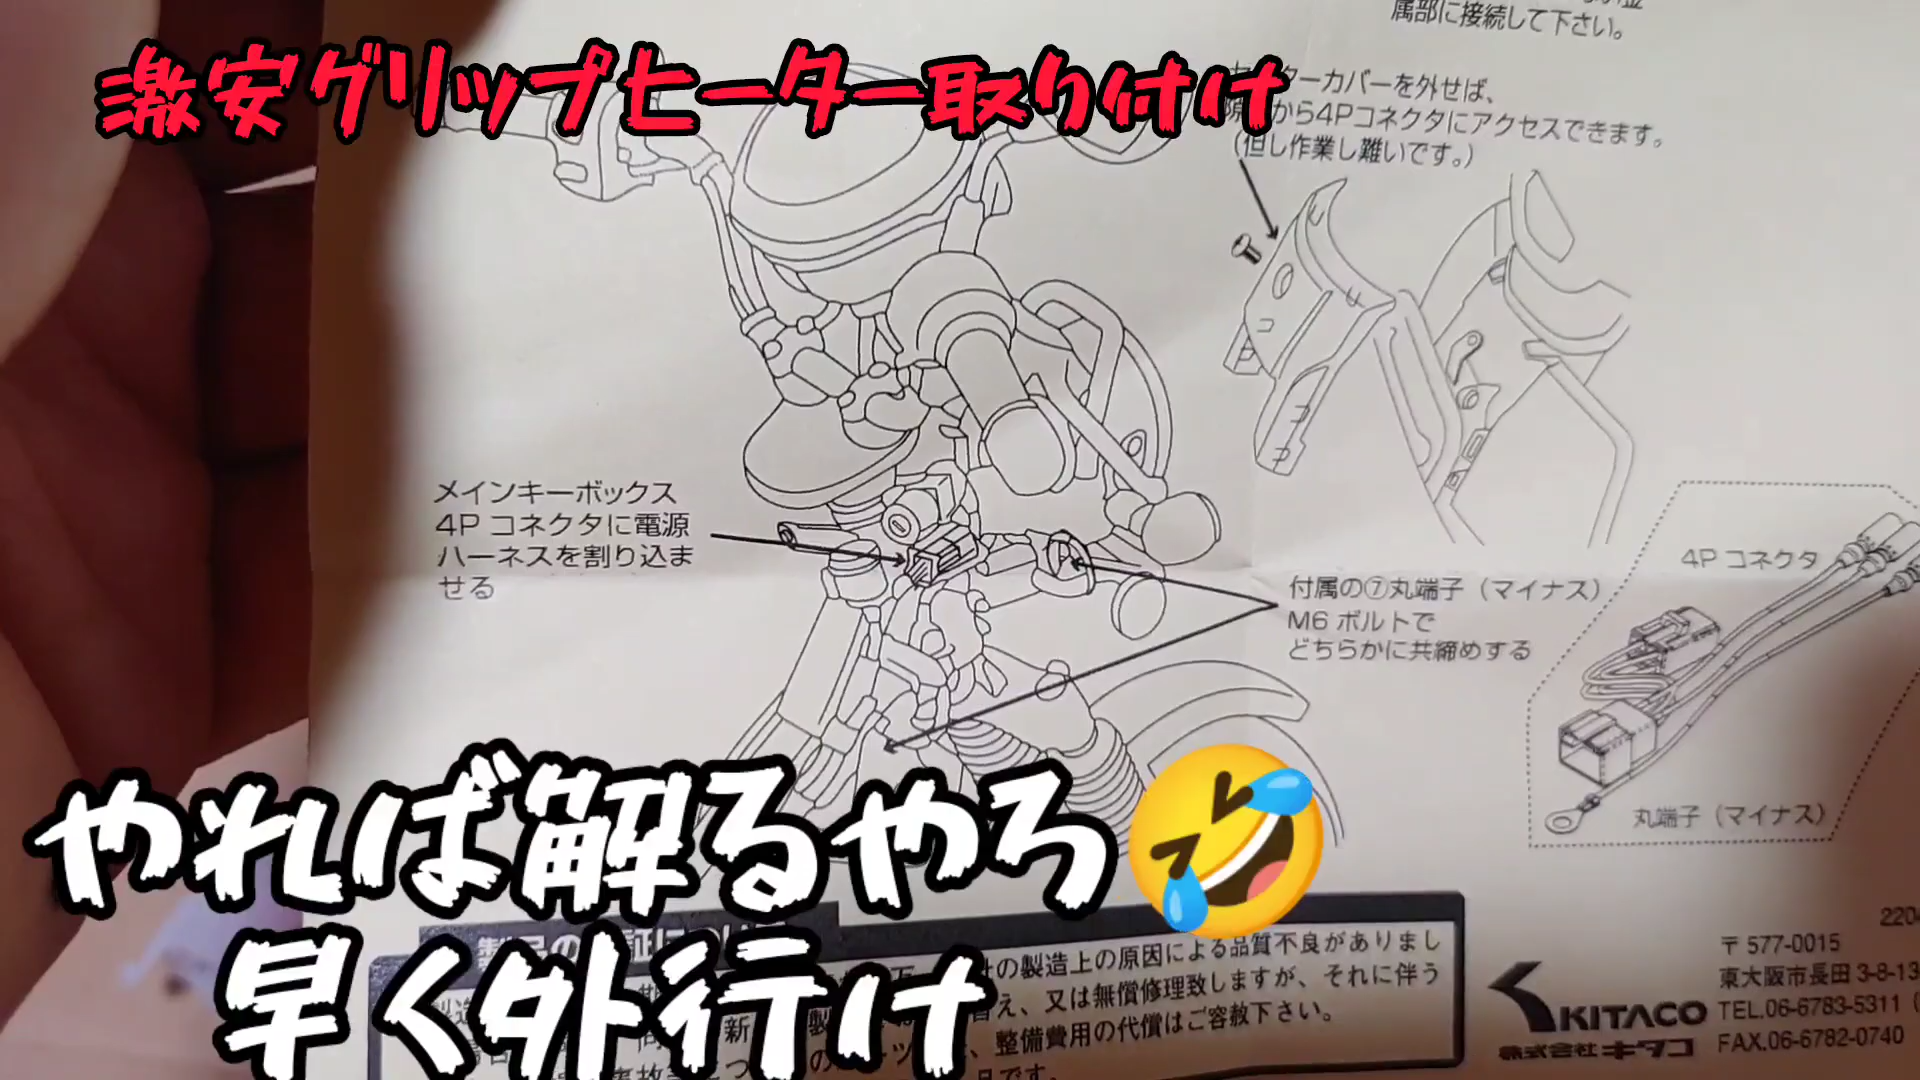 属部に接続して下さい。
激安グリップヒーター取り付け
ターカバーを外せば、
から4Pコネクタにアクセスできます。
(但し作業し難いです。)
メインキーボックス
4P コネクタに電源
ハーネスを割り込ま
せる
4P コネクタ
付属の⑦丸端子（マイナス）
M6 ボルトで
どちらかに共締めする
丸端子（マイナス）
やれば解るやろ🤣
早く外行け
の製造上の原因による品質不良がありまし
え、又は無償修理致しますが、それに伴う
整備費用の代償はご容赦下さい。
220
〒577-0015
東大阪市長田 3-8-13
TEL.06-6783-5311
FAX.06-6782-0740
KITACO
株式会社キタコ